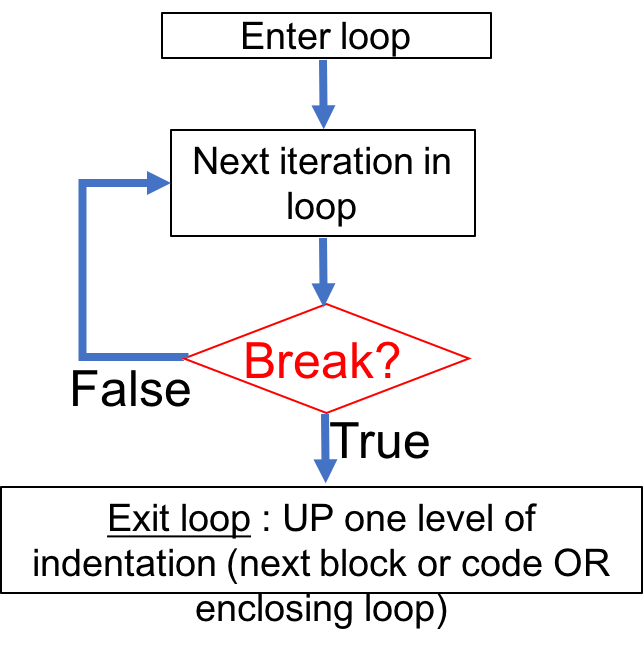 Enter loop
Next iteration in
loop
Break?
False
True
Exit loop : UP one level of
indentation (next block or code OR
enclosing loop)